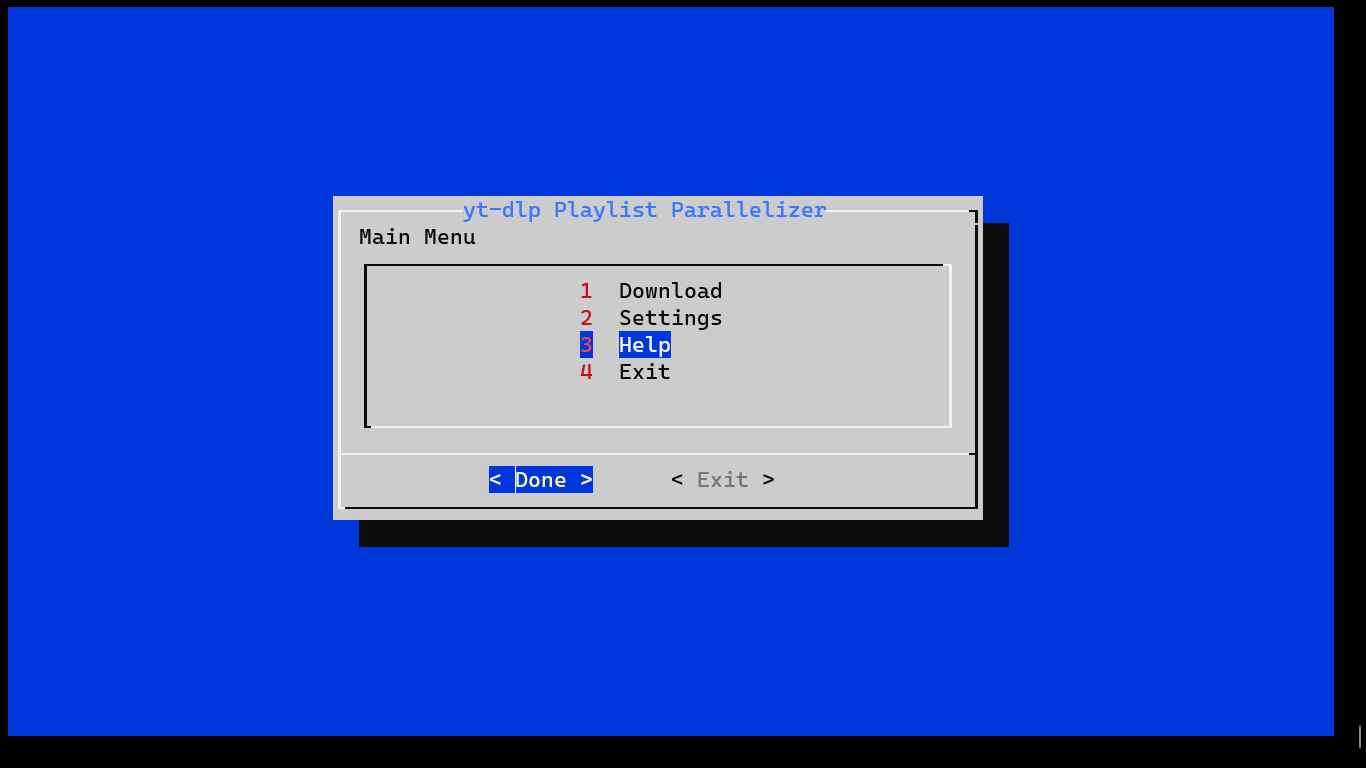 yt-dlp Playlist Parallelizer
Main Menu
1 Download
2 Settings
3 Help
4 Exit
< Done > < Exit >